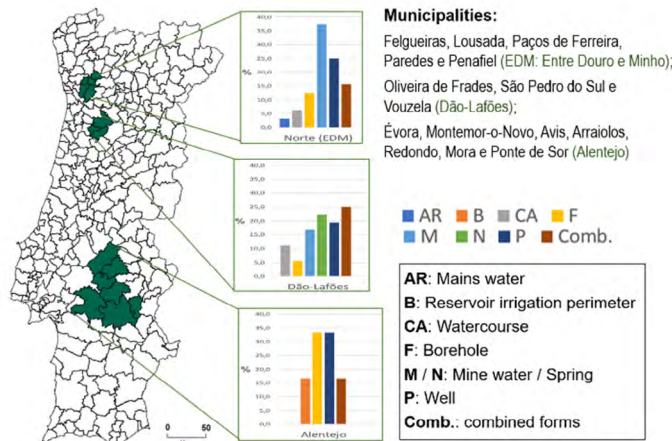 40,0
35,0
30,0
25,0
20,0
15,0
10,0
5,0
0,0
%
Norte (EDM)
40,0
35,0
30,0
25,0
20,0
15,0
10,0
5,0
0,0
%
Dão-Lafões
40,0
35,0
30,0
25,0
20,0
15,0
10,0
5,0
0,0
%
Alentejo
0 50
Municipalities:
Felgueiras, Lousada, Paços de Ferreira,
Paredes e Penafiel (EDM: Entre Douro e Minho);
Oliveira de Frades, São Pedro do Sul e
Vouzela (Dão-Lafões);
Évora, Montemor-o-Novo, Avis, Arraiolos,
Redondo, Mora e Ponte de Sor (Alentejo)
AR B CA F
M N P Comb.
AR: Mains water
B: Reservoir irrigation perimeter
CA: Watercourse
F: Borehole
M / N: Mine water / Spring
P: Well
Comb.: combined forms